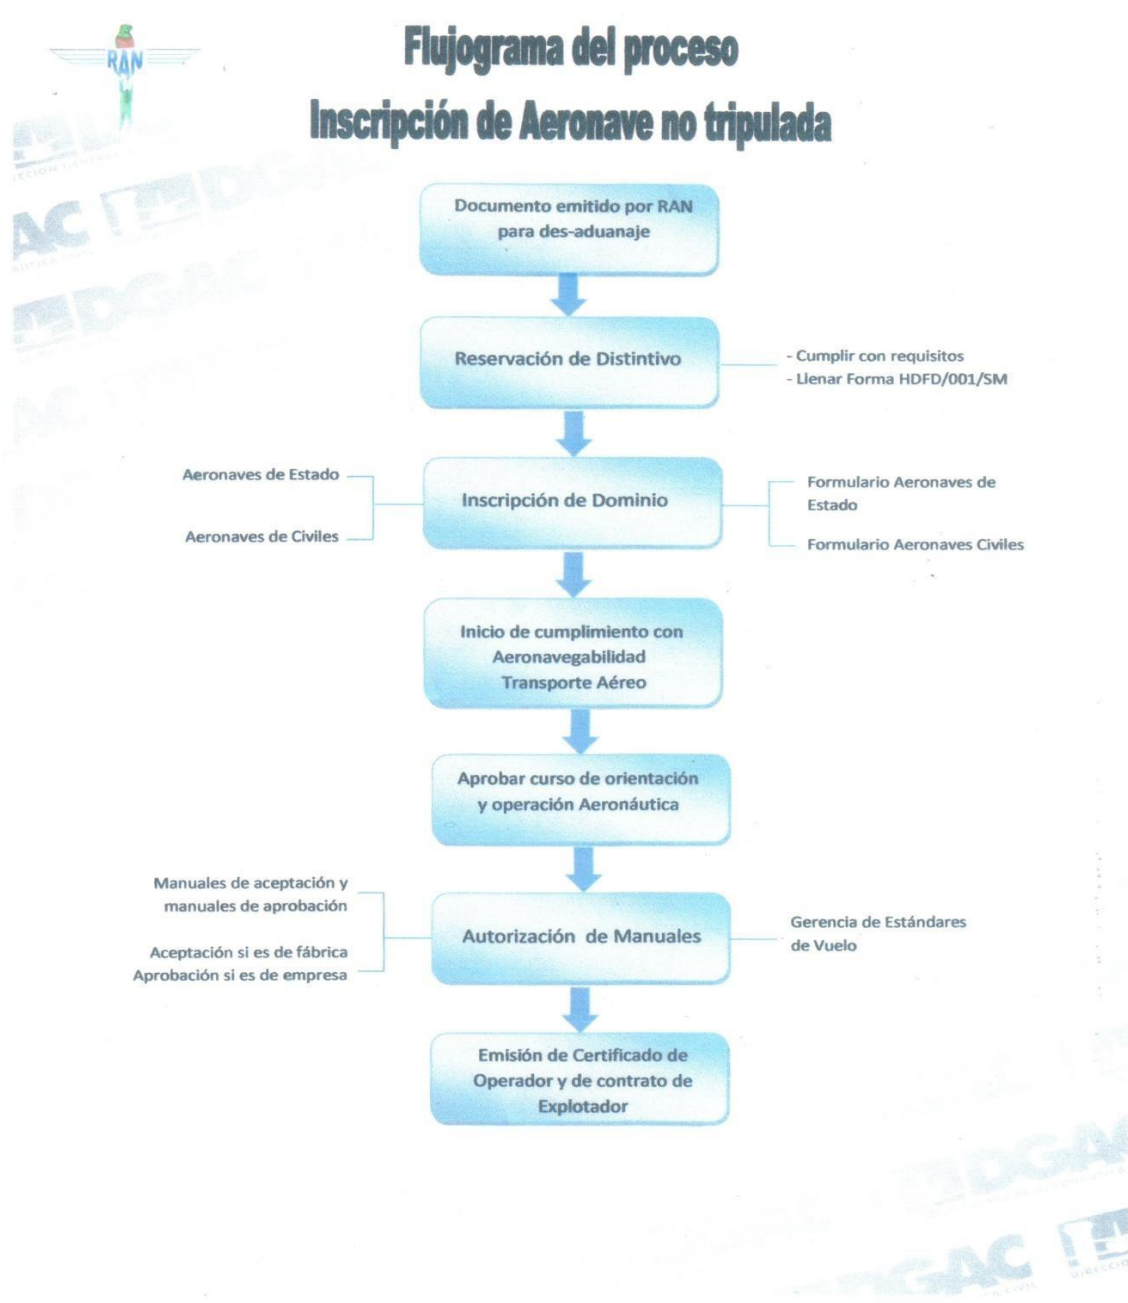 RAN
Flujograma del proceso
Inscripción de Aeronave no tripulada
Documento emitido por RAN
para des-aduanaje
Reservación de Distintivo
- Cumplir con requisitos
- Llenar Forma HDFD/001/SM
Aeronaves de Estado
Aeronaves de Civiles
Inscripción de Dominio
Formulario Aeronaves de
Estado
Formulario Aeronaves Civiles
Inicio de cumplimiento con
Aeronavegabilidad
Transporte Aéreo
Aprobar curso de orientación
y operación Aeronáutica
Manuales de aceptación y
manuales de aprobación
Aceptación si es de fábrica
Aprobación si es de empresa
Autorización de Manuales
Gerencia de Estándares
de Vuelo
Emisión de Certificado de
Operador y de contrato de
Explotador
DGAC
DGAC